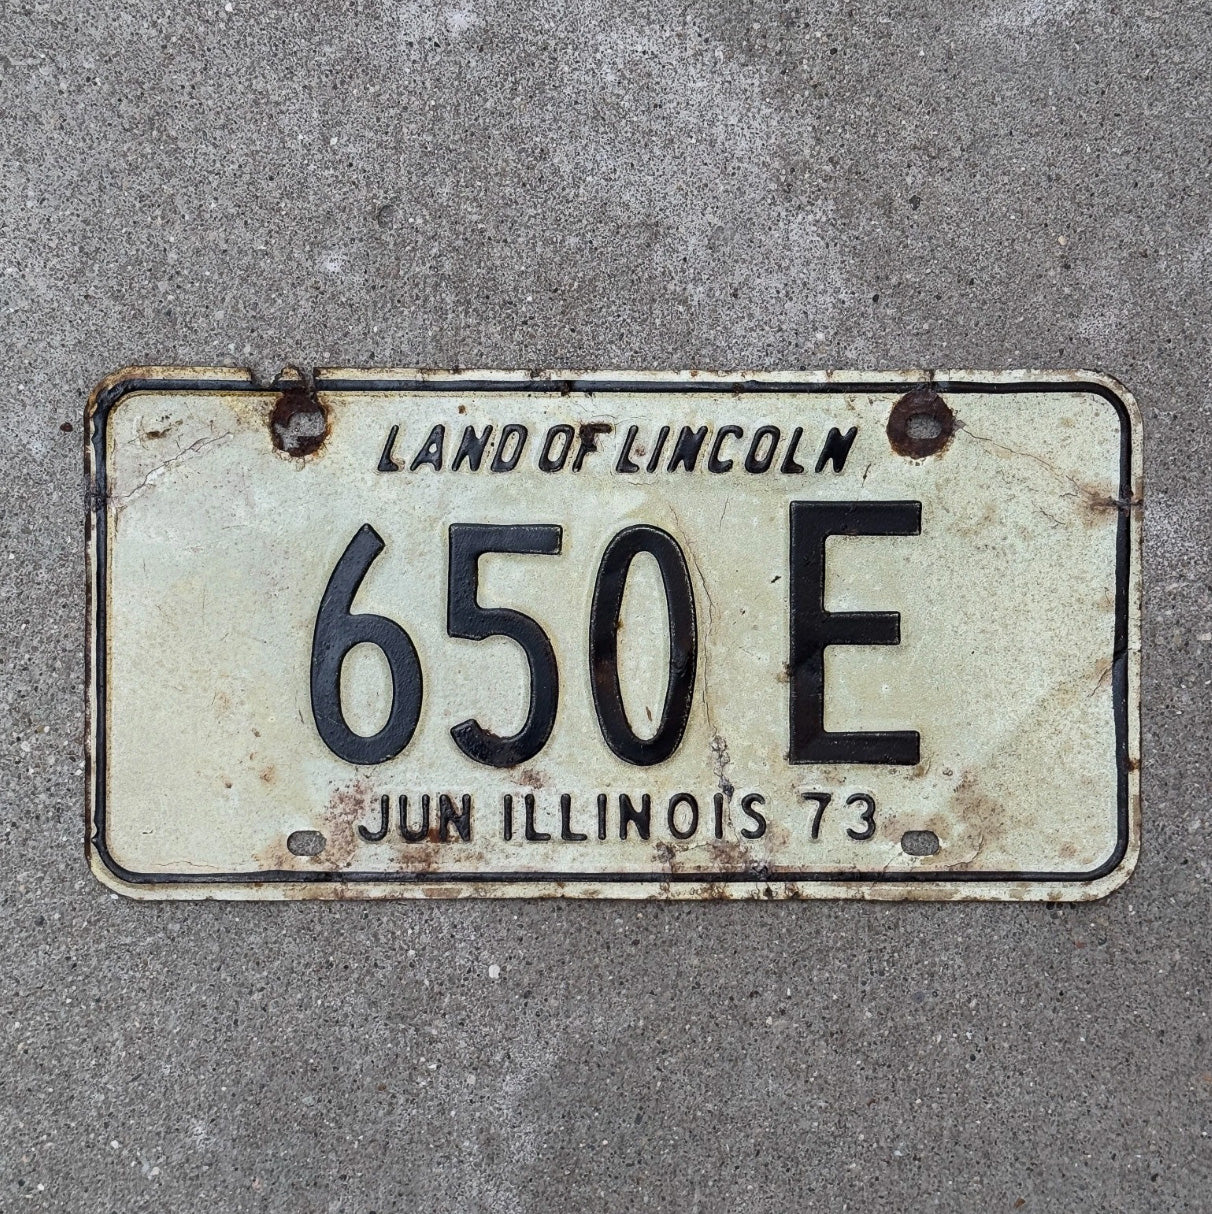 LAND OF LINCOLN
650 E
JUN ILLINOIS 73